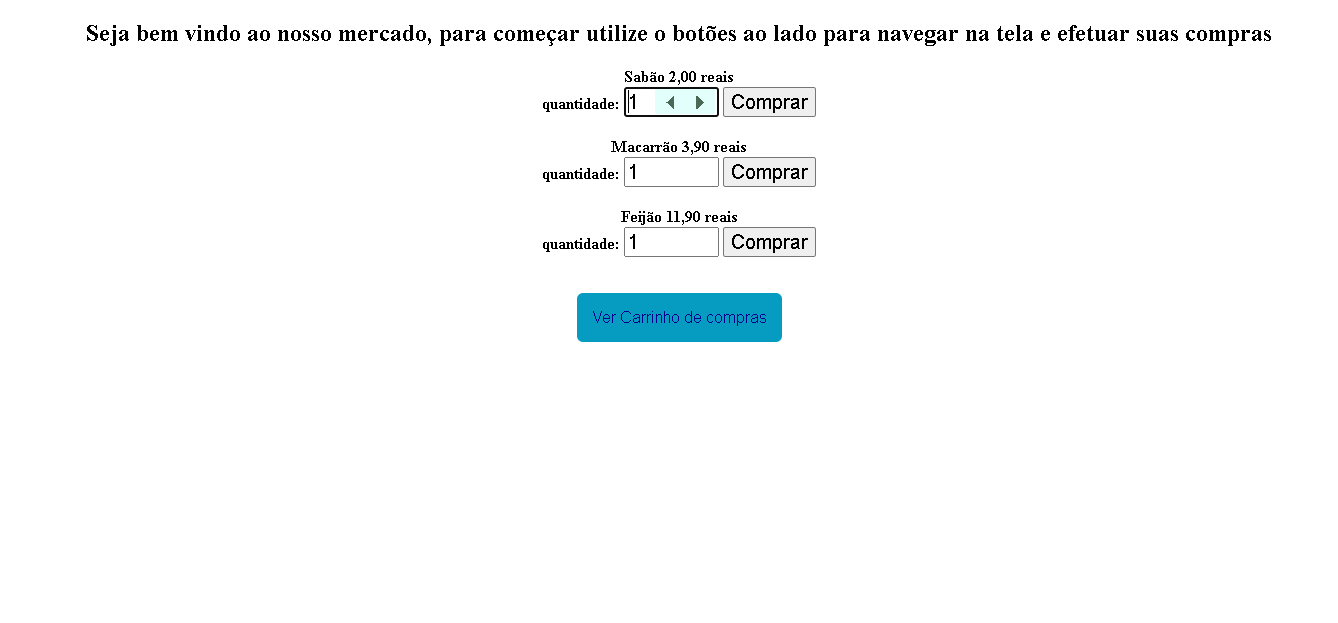 Seja bem vindo ao nosso mercado, para começar utilize o botões ao lado para navegar na tela e efetuar suas compras
Sabão 2,00 reais
quantidade: 1 Comprar
Macarrão 3,90 reais
quantidade: 1 Comprar
Feijão 11,90 reais
quantidade: 1 Comprar
Ver Carrinho de compras